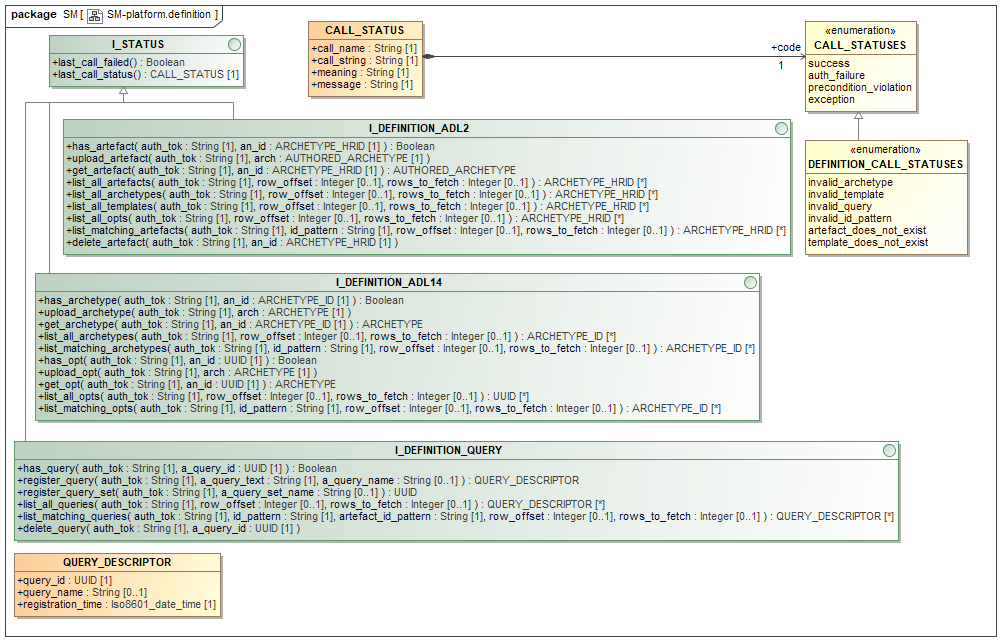 package SM [ SM-platform.definition ]
I_STATUS
+last_call_failed() : Boolean
+last_call_status() : CALL_STATUS [1]
CALL_STATUS
+call_name : String [1]
+call_string : String [1]
+meaning : String [1]
+message : String [1]
+code
1
«enumeration»
CALL_STATUSES
success
auth_failure
precondition_violation
exception
«enumeration»
DEFINITION_CALL_STATUSES
invalid_archetype
invalid_template
invalid_query
invalid_id_pattern
artefact_does_not_exist
template_does_not_exist
I_DEFINITION_ADL2
+has_artefact( auth_tok : String [1], an_id : ARCHETYPE_HRID [1] ) : Boolean
+upload_artefact( auth_tok : String [1], arch : AUTHORED_ARCHETYPE [1] )
+get_artefact( auth_tok : String [1], an_id : ARCHETYPE_HRID [1] ) : AUTHORED_ARCHETYPE
+list_all_artefacts( auth_tok : String [1], row_offset : Integer [0..1], rows_to_fetch : Integer [0..1] ) : ARCHETYPE_HRID [*]
+list_all_archetypes( auth_tok : String [1], row_offset : Integer [0..1], rows_to_fetch : Integer [0..1] ) : ARCHETYPE_HRID [*]
+list_all_templates( auth_tok : String [1], row_offset : Integer [0..1], rows_to_fetch : Integer [0..1] ) : ARCHETYPE_HRID [*]
+list_all_opts( auth_tok : String [1], row_offset : Integer [0..1], rows_to_fetch : Integer [0..1] ) : ARCHETYPE_HRID [*]
+list_matching_artefacts( auth_tok : String [1], id_pattern : String [1], row_offset : Integer [0..1], rows_to_fetch : Integer [0..1] ) : ARCHETYPE_HRID [*]
+delete_artefact( auth_tok : String [1], an_id : ARCHETYPE_HRID [1] )
I_DEFINITION_ADL14
+has_archetype( auth_tok : String [1], an_id : ARCHETYPE_ID [1] ) : Boolean
+upload_archetype( auth_tok : String [1], arch : ARCHETYPE [1] )
+get_archetype( auth_tok : String [1], an_id : ARCHETYPE_ID [1] ) : ARCHETYPE
+list_all_archetypes( auth_tok : String [1], row_offset : Integer [0..1], rows_to_fetch : Integer [0..1] ) : ARCHETYPE_ID [*]
+list_matching_archetypes( auth_tok : String [1], id_pattern : String [1], row_offset : Integer [0..1], rows_to_fetch : Integer [0..1] ) : ARCHETYPE_ID [*]
+has_opt( auth_tok : String [1], an_id : UUID [1] ) : Boolean
+upload_opt( auth_tok : String [1], arch : ARCHETYPE [1] )
+get_opt( auth_tok : String [1], an_id : UUID [1] ) : ARCHETYPE
+list_all_opts( auth_tok : String [1], row_offset : Integer [0..1], rows_to_fetch : Integer [0..1] ) : UUID [*]
+list_matching_opts( auth_tok : String [1], id_pattern : String [1], row_offset : Integer [0..1], rows_to_fetch : Integer [0..1] ) : ARCHETYPE_ID [*]
I_DEFINITION_QUERY
+has_query( auth_tok : String [1], a_query_id : UUID [1] ) : Boolean
+register_query( auth_tok : String [1], a_query_text : String [1], a_query_name : String [0..1] ) : QUERY_DESCRIPTOR
+register_query_set( auth_tok : String [1], a_query_set_name : String [0..1] ) : UUID
+list_all_queries( auth_tok : String [1], row_offset : Integer [0..1], rows_to_fetch : Integer [0..1] ) : QUERY_DESCRIPTOR [*]
+list_matching_queries( auth_tok : String [1], id_pattern : String [1], artefact_id_pattern : String [1], row_offset : Integer [0..1], rows_to_fetch : Integer [0..1] ) : QUERY_DESCRIPTOR [*]
+delete_query( auth_tok : String [1], a_query_id : UUID [1] )
QUERY_DESCRIPTOR
+query_id : UUID [1]
+query_name : String [0..1]
+registration_time : Iso8601_date_time [1]